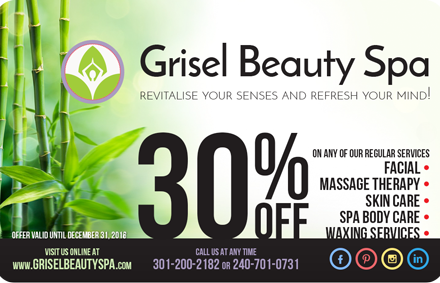 Grisel Beauty Spa
REVITALISE YOUR SENSES AND REFRESH YOUR MIND!
30% OFF
ON ANY OF OUR REGULAR SERVICES
FACIAL •
MASSAGE THERAPY •
SKIN CARE •
SPA BODY CARE •
WAXING SERVICES •
OFFER VALID UNTIL DECEMBER 31, 2016
VISIT US ONLINE AT
WWW.GRISELBEAUTYSPA.COM
CALL US AT ANY TIME
301-200-2182 OR 240-701-0731